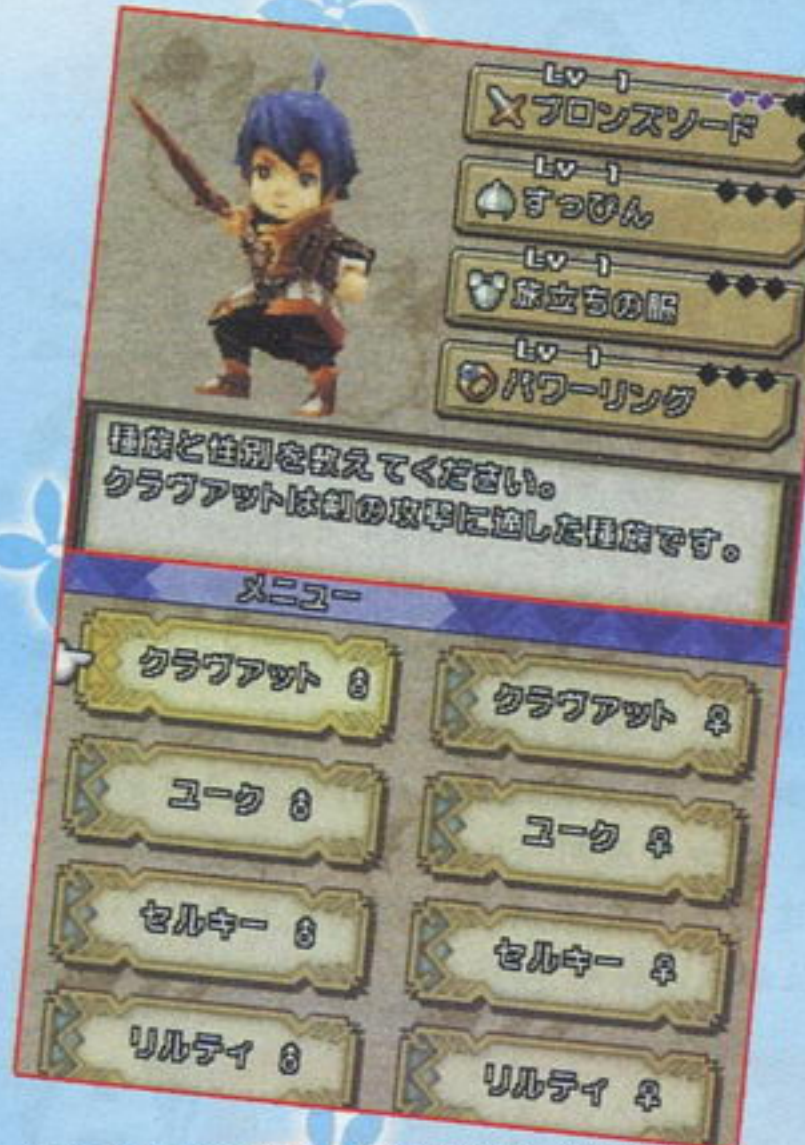 Lv 1
ブロンズソード
Lv 1
すっぴん
Lv 1
旅立ちの服
Lv 1
パワーリング
種族と性別を教えてください。
クラヴァットは剣の攻撃に適した種族です。
メニュー
クラヴァット ♂
クラヴァット ♀
ユーク ♂
ユーク ♀
セルキー ♂
セルキー ♀
リルティ ♂
リルティ ♀